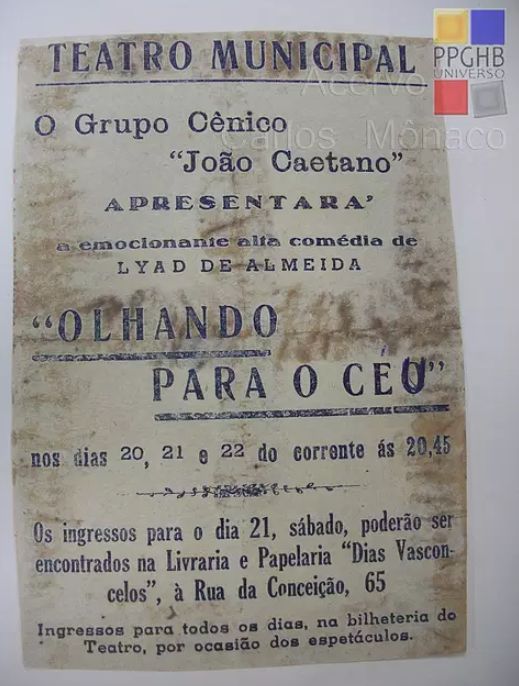 TEATRO MUNICIPAL
O Grupo Cênico
"João Caetano"
APRESENTARA'
a emocionante alta comédia de
LYAD DE ALMEIDA
"OLHANDO
PARA O CÉU"
nos dias 20, 21 e 22 do corrente ás 20,45
Os ingressos para o dia 21, sábado, poderão ser
encontrados na Livraria e Papelaria "Dias Vascon-
celos", à Rua da Conceição, 65
Ingressos para todos os dias, na bilheteria do
Teatro, por ocasião dos espetáculos.
PPGHB
UNIVERSO
Acervo
Carlos Mônaco